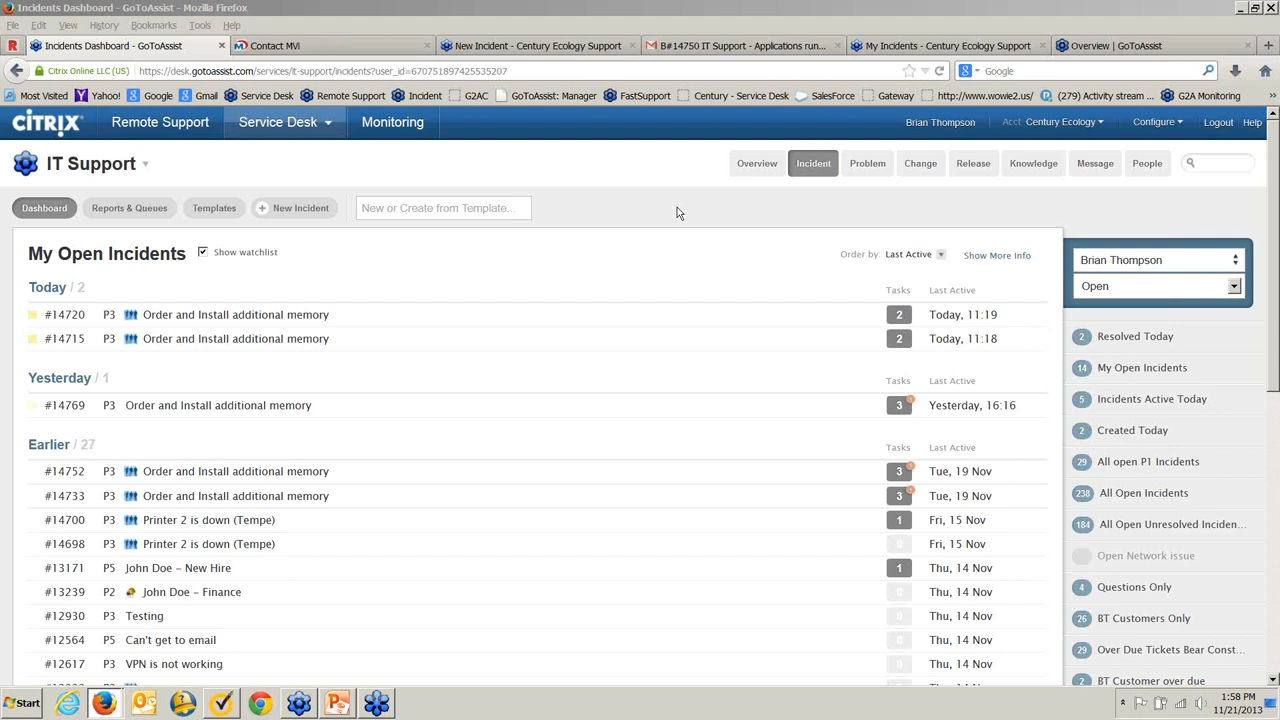 Incidents Dashboard - GoToAssist - Mozilla Firefox
File Edit View History Bookmarks Tools Help
Incidents Dashboard - GoToAssist × Contact MVi × New Incident - Century Ecology Support × B#14750 IT Support - Applications run... × My Incidents - Century Ecology Support × Overview | GoToAssist ×
Citrix Online LLC (US) https://desk.gotoassist.com/services/it-support/incidents?user_id=670751897425535207 Google
Most Visited Yahoo! Google Gmail Service Desk Remote Support Incident G2AC GoToAssist: Manager FastSupport Century - Service Desk SalesForce Gateway http://www.wowie2.us/ (279) Activity stream ... G2A Monitoring
CITRIX Remote Support Service Desk Monitoring Brian Thompson Acct Century Ecology Configure Logout Help
IT Support Overview Incident Problem Change Release Knowledge Message People
Dashboard Reports & Queues Templates + New Incident New or Create from Template...
My Open Incidents Show watchlist Order by: Last Active Show More Info
Brian Thompson
Open
Today / 2 Tasks Last Active
#14720 P3 Order and Install additional memory 2 Today, 11:19
#14715 P3 Order and Install additional memory 2 Today, 11:18
Yesterday / 1 Tasks Last Active
#14769 P3 Order and Install additional memory 3 Yesterday, 16:16
Earlier / 27 Tasks Last Active
#14752 P3 Order and Install additional memory 3 Tue, 19 Nov
#14733 P3 Order and Install additional memory 3 Tue, 19 Nov
#14700 P3 Printer 2 is down (Tempe) 1 Fri, 15 Nov
#14698 P3 Printer 2 is down (Tempe) 0 Fri, 15 Nov
#13171 P5 John Doe – New Hire 1 Thu, 14 Nov
#13239 P2 John Doe – Finance 0 Thu, 14 Nov
#12930 P3 Testing 0 Thu, 14 Nov
#12564 P5 Can't get to email 0 Thu, 14 Nov
#12617 P3 VPN is not working 0 Thu, 14 Nov
2 Resolved Today
14 My Open Incidents
5 Incidents Active Today
2 Created Today
29 All open P1 Incidents
238 All Open Incidents
184 All Open Unresolved Inciden...
Open Network issue
4 Questions Only
26 BT Customers Only
29 Over Due Tickets Bear Const...
2 BT Customer over due
Start 1:58 PM
11/21/2013